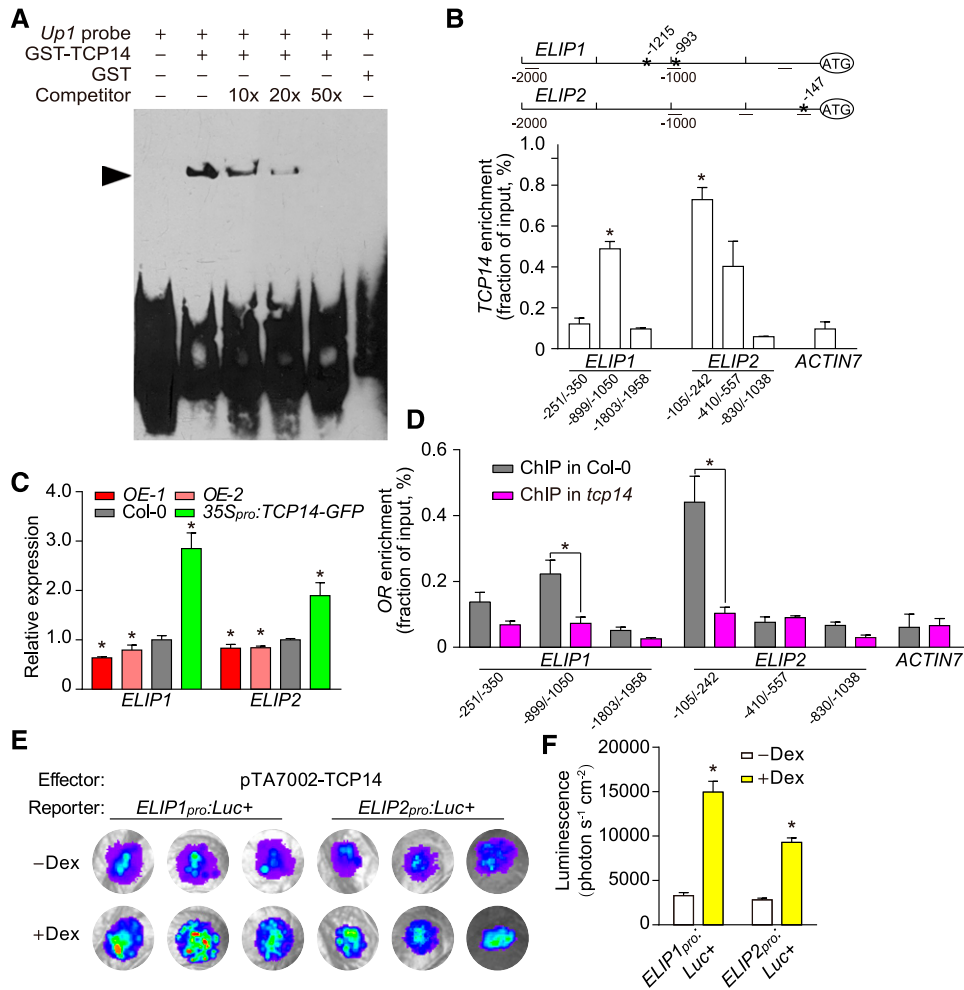 A
Up1 probe + + + + + +
GST-TCP14 – + + + + –
GST – – – – – +
Competitor – – 10x 20x 50x –
B
ELIP1
-1215
-993
-2000
-1000
ATG
ELIP2
-147
-2000
-1000
ATG
TCP14 enrichment
(fraction of input, %)
1.0
0.8
0.6
0.4
0.2
0
*
*
ELIP1
ELIP2
ACTIN7
-251/-350
-899/-1050
-1803/-1958
-105/-242
-410/-557
-830/-1038
C
OE-1
OE-2
Col-0
35Spro:TCP14-GFP
Relative expression
4.0
3.0
2.0
1.0
0
* * *
* * *
ELIP1
ELIP2
D
ChIP in Col-0
ChIP in tcp14
OR enrichment
(fraction of input, %)
0.6
0.4
0.2
0
*
*
ELIP1
ELIP2
ACTIN7
-251/-350
-899/-1050
-1803/-1958
-105/-242
-410/-557
-830/-1038
E
Effector: pTA7002-TCP14
Reporter: ELIP1pro:Luc+ ELIP2pro:Luc+
–Dex
+Dex
F
–Dex
+Dex
Luminescence
(photon s-1 cm-2)
20000
15000
10000
5000
0
*
*
ELIP1pro:
Luc+
ELIP2pro:
Luc+